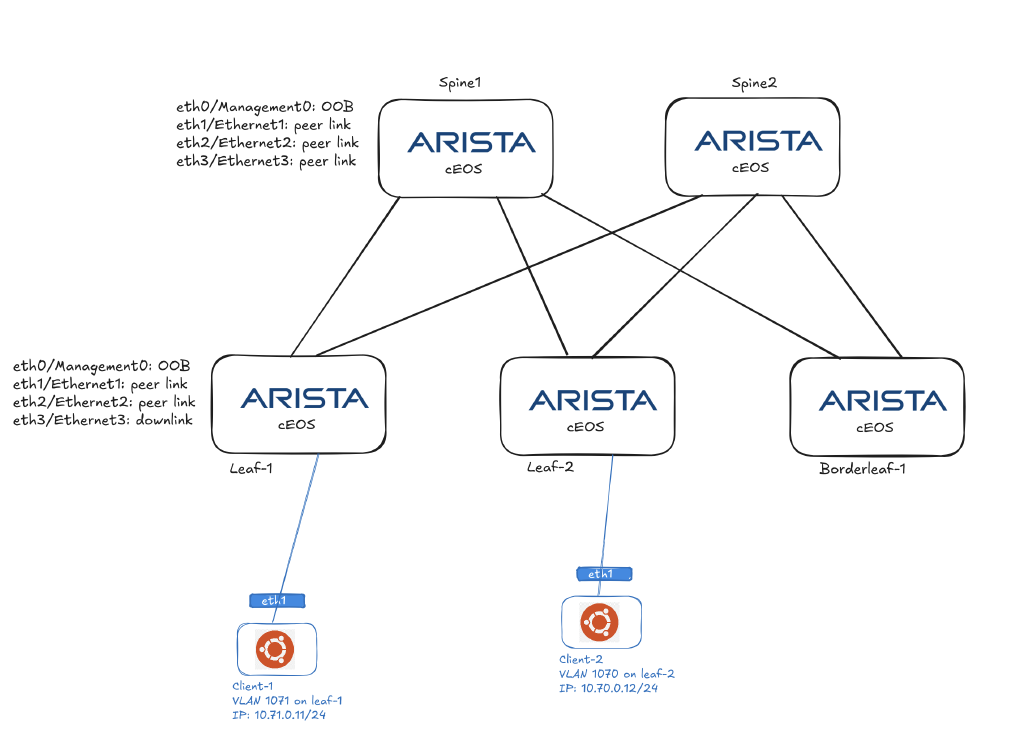 Spine1
Spine2
eth0/Management0: OOB
eth1/Ethernet1: peer link
eth2/Ethernet2: peer link
eth3/Ethernet3: peer link
ARISTA
cEOS
ARISTA
cEOS
eth0/Management0: OOB
eth1/Ethernet1: peer link
eth2/Ethernet2: peer link
eth3/Ethernet3: downlink
ARISTA
cEOS
ARISTA
cEOS
ARISTA
cEOS
Leaf-1
Leaf-2
Borderleaf-1
eth1
eth1
Client-2
VLAN 1070 on leaf-2
IP: 10.70.0.12/24
Client-1
VLAN 1071 on leaf-1
IP: 10.71.0.11/24